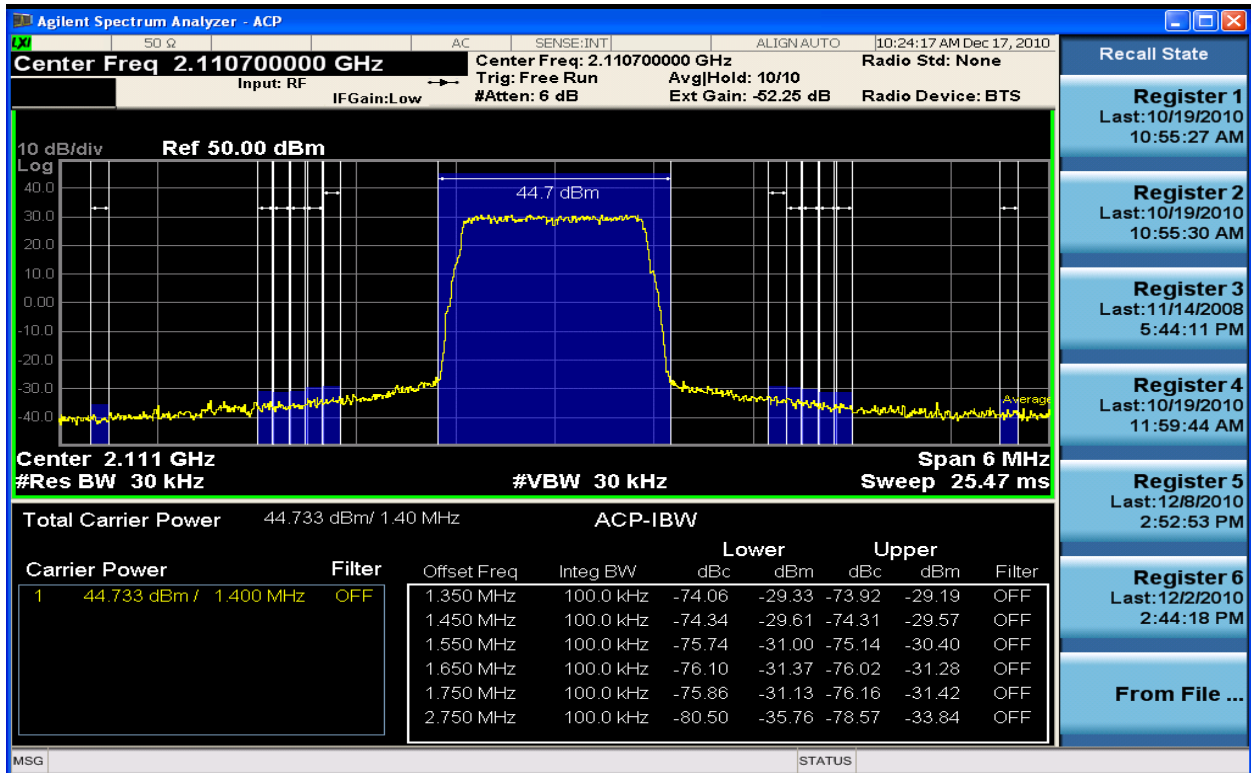 Agilent Spectrum Analyzer - ACP
LXI 50 Ω AC SENSE:INT ALIGN AUTO 10:24:17 AM Dec 17, 2010
Center Freq 2.110700000 GHz
Input: RF
IFGain:Low
Center Freq: 2.110700000 GHz
Trig: Free Run Avg|Hold: 10/10
#Atten: 6 dB Ext Gain: -52.25 dB
Radio Std: None
Radio Device: BTS
10 dB/div Ref 50.00 dBm
Log
40.0
30.0
20.0
10.0
0.00
-10.0
-20.0
-30.0
-40.0
44.7 dBm
Average
Center 2.111 GHz Span 6 MHz
#Res BW 30 kHz #VBW 30 kHz Sweep 25.47 ms
Total Carrier Power 44.733 dBm/ 1.40 MHz ACP-IBW
Carrier Power Filter
1 44.733 dBm / 1.400 MHz OFF
Lower Upper
Offset Freq Integ BW dBc dBm dBc dBm Filter
1.350 MHz 100.0 kHz -74.06 -29.33 -73.92 -29.19 OFF
1.450 MHz 100.0 kHz -74.34 -29.61 -74.31 -29.57 OFF
1.550 MHz 100.0 kHz -75.74 -31.00 -75.14 -30.40 OFF
1.650 MHz 100.0 kHz -76.10 -31.37 -76.02 -31.28 OFF
1.750 MHz 100.0 kHz -75.86 -31.13 -76.16 -31.42 OFF
2.750 MHz 100.0 kHz -80.50 -35.76 -78.57 -33.84 OFF
MSG STATUS
Recall State
Register 1
Last:10/19/2010
10:55:27 AM
Register 2
Last:10/19/2010
10:55:30 AM
Register 3
Last:11/14/2008
5:44:11 PM
Register 4
Last:10/19/2010
11:59:44 AM
Register 5
Last:12/8/2010
2:52:53 PM
Register 6
Last:12/2/2010
2:44:18 PM
From File ...